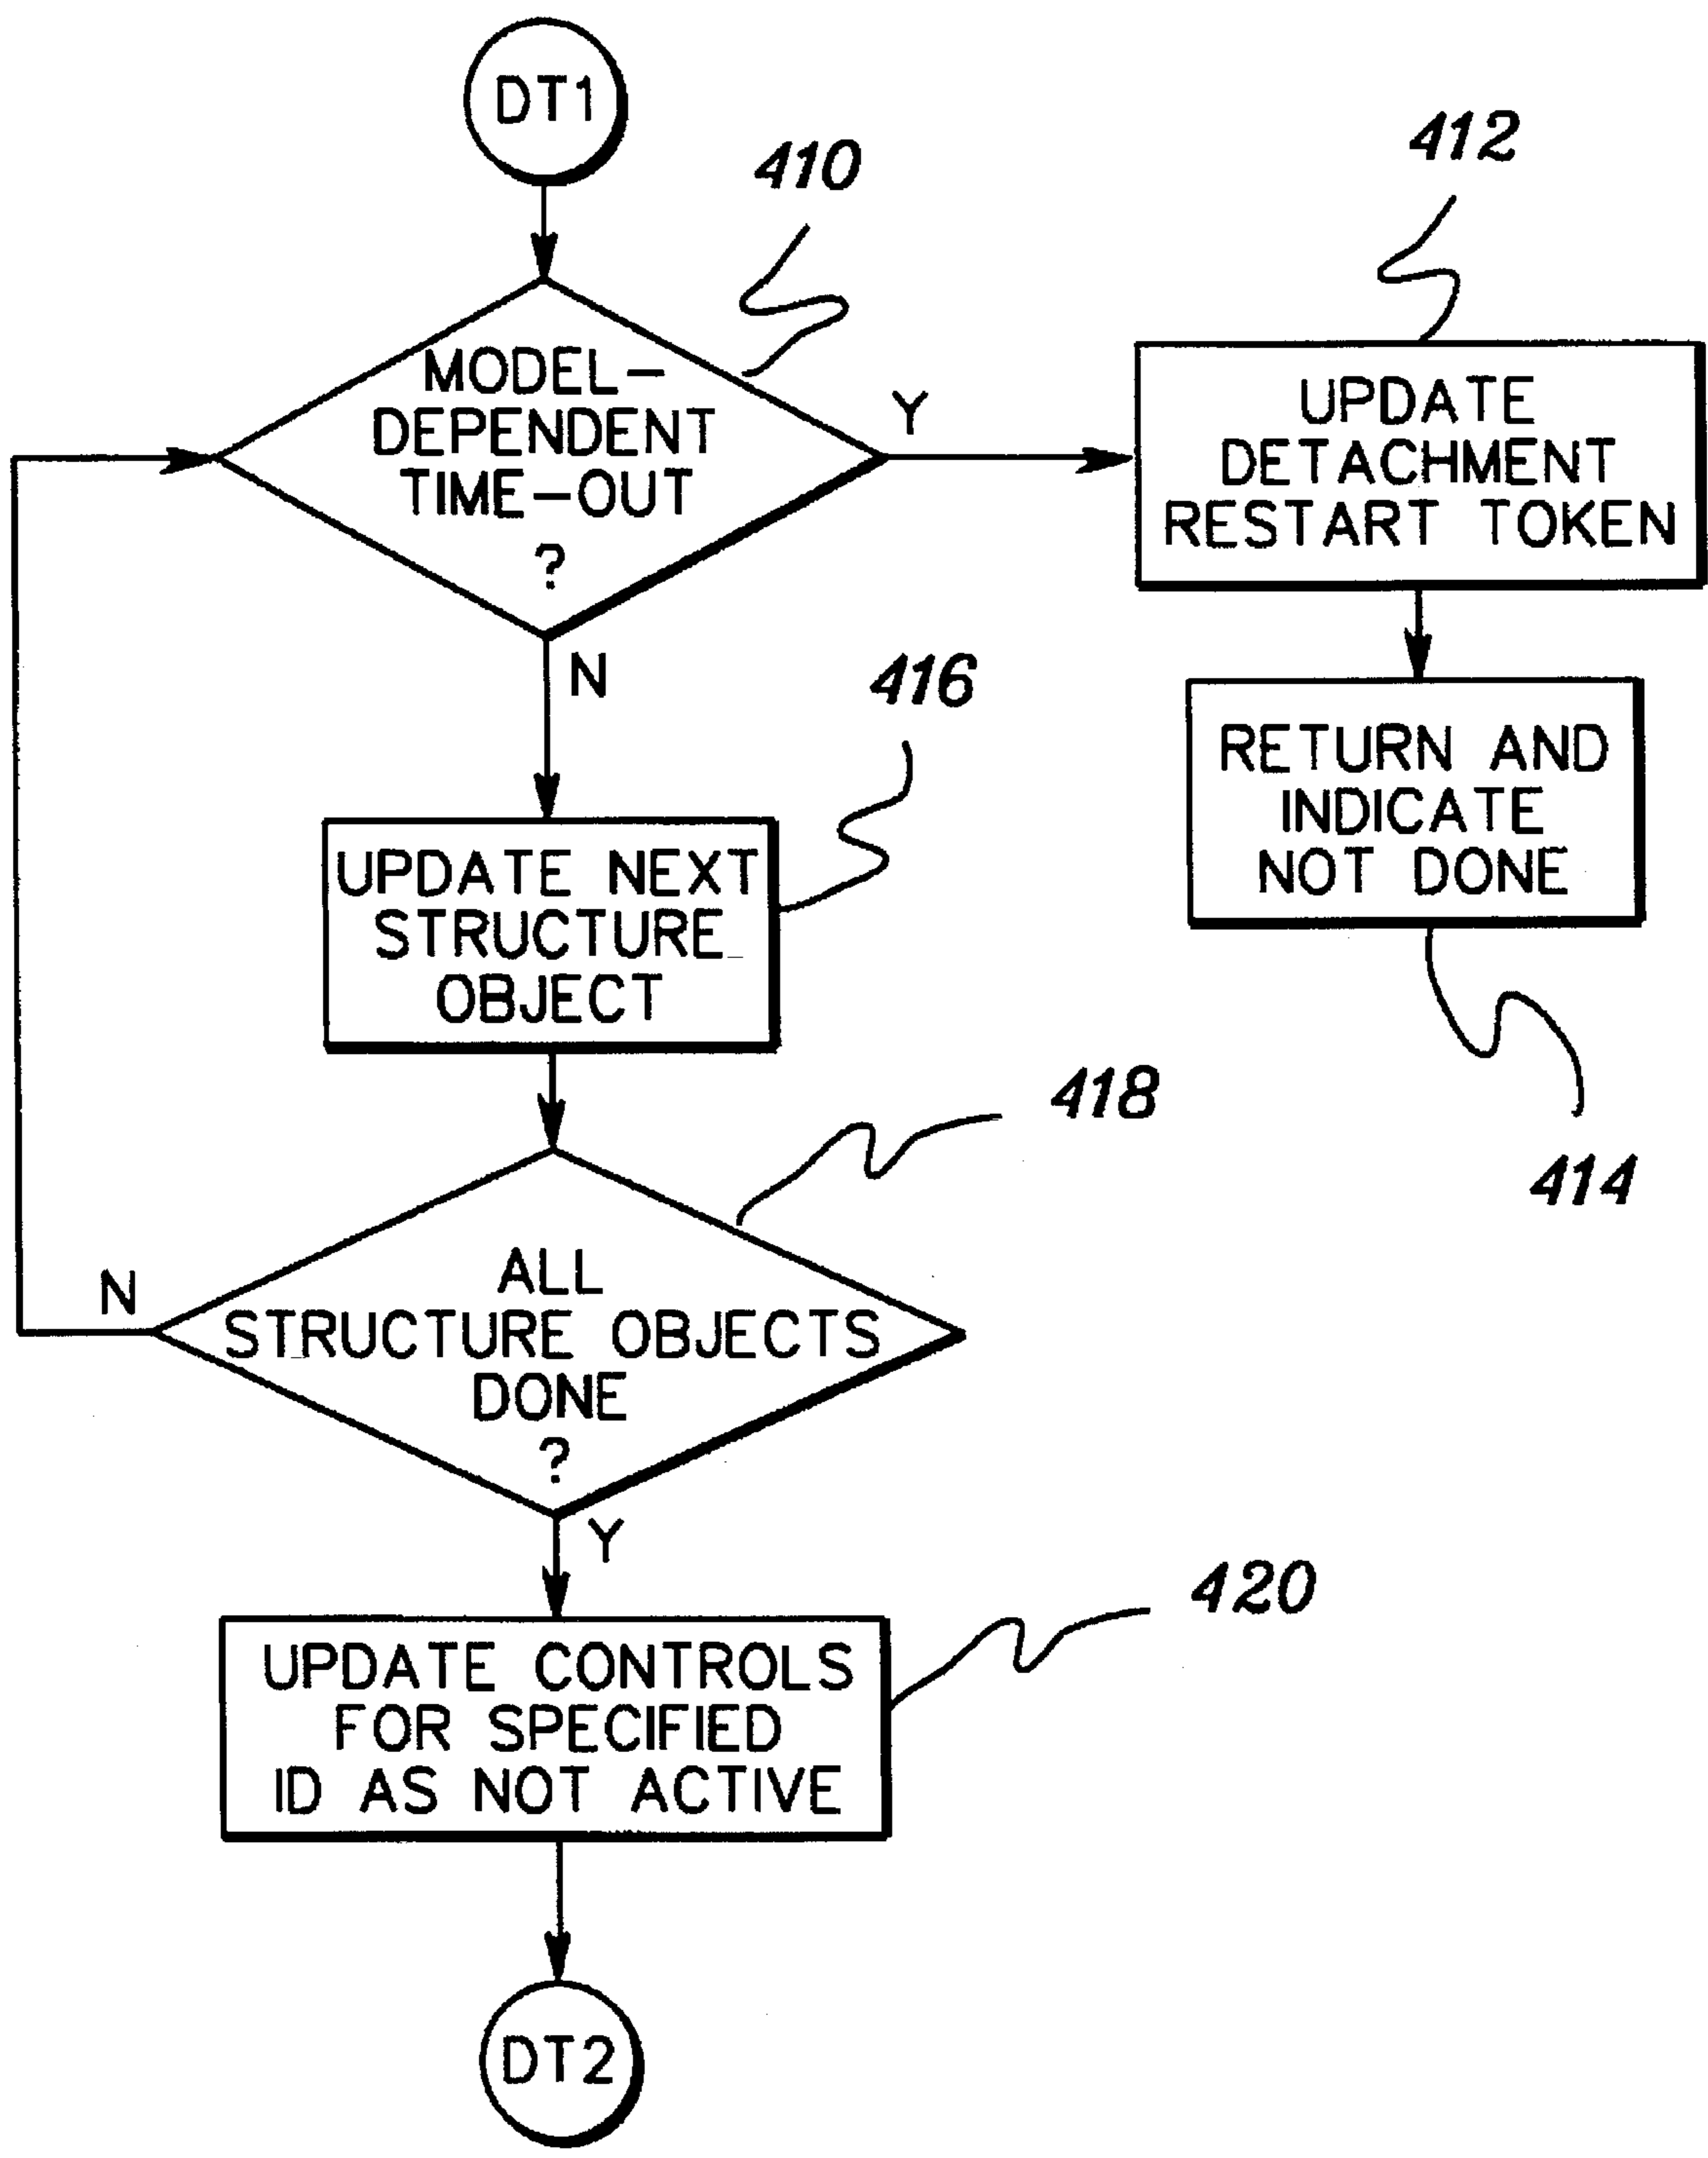 DT1
410
MODEL-
DEPENDENT
TIME-OUT
?
Y
N
412
UPDATE
DETACHMENT
RESTART TOKEN
RETURN AND
INDICATE
NOT DONE
414
416
UPDATE NEXT
STRUCTURE
OBJECT
418
ALL
STRUCTURE OBJECTS
DONE
?
N
Y
420
UPDATE CONTROLS
FOR SPECIFIED
ID AS NOT ACTIVE
DT2